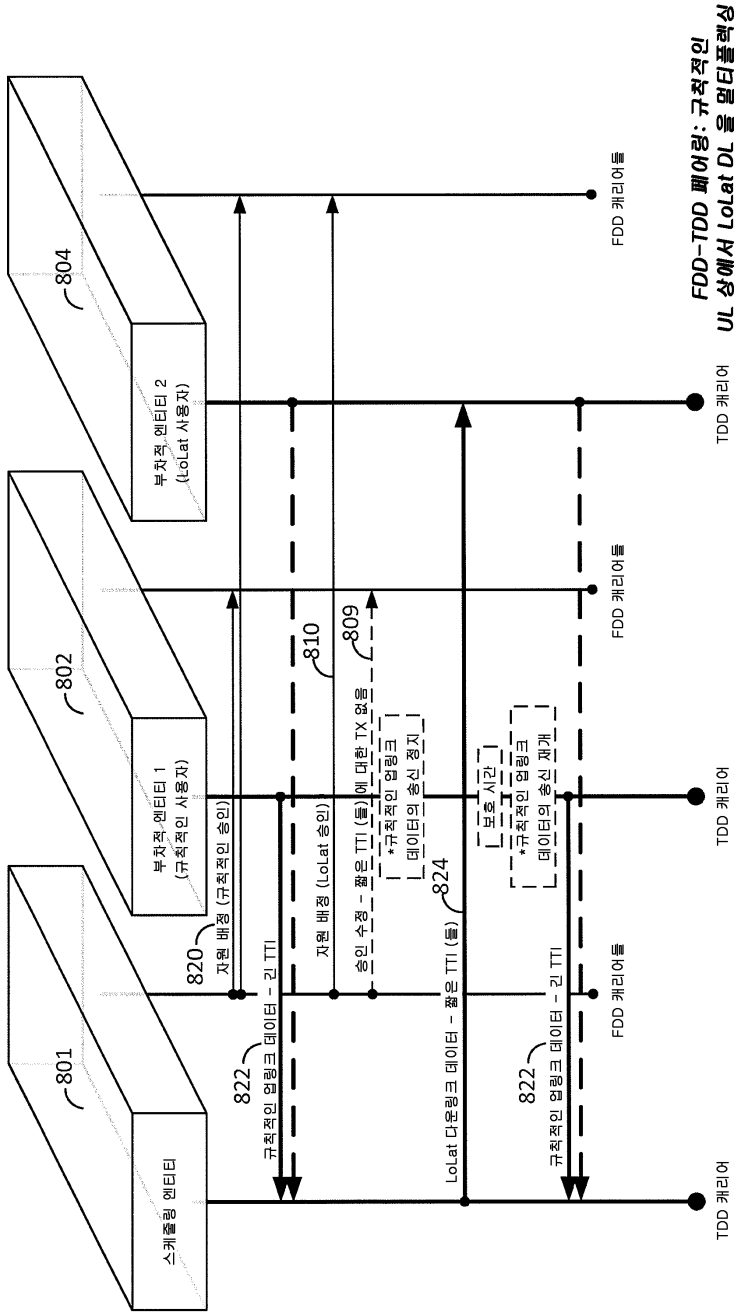 801
스케줄링 엔티티
802
부차적 엔티티 1
(규칙적인 사용자)
804
부차적 엔티티 2
(LoLat 사용자)
820
자원 배정 (규칙적인 승인)
822
규칙적인 업링크 데이터 - 긴 TTI
810
자원 배정 (LoLat 승인)
809
승인 수정 - 짧은 TTI (들) 에 대한 TX 없음
*규칙적인 업링크
데이터의 송신 정지
824
LoLat 다운링크 데이터 - 짧은 TTI (들)
보호 시간
*규칙적인 업링크
데이터의 송신 재개
822
규칙적인 업링크 데이터 - 긴 TTI
FDD 캐리어들
FDD 캐리어들
FDD 캐리어들
TDD 캐리어
TDD 캐리어
TDD 캐리어
FDD-TDD 페어링: 규칙적인
UL 상에서 LoLat DL 을 멀티플렉싱